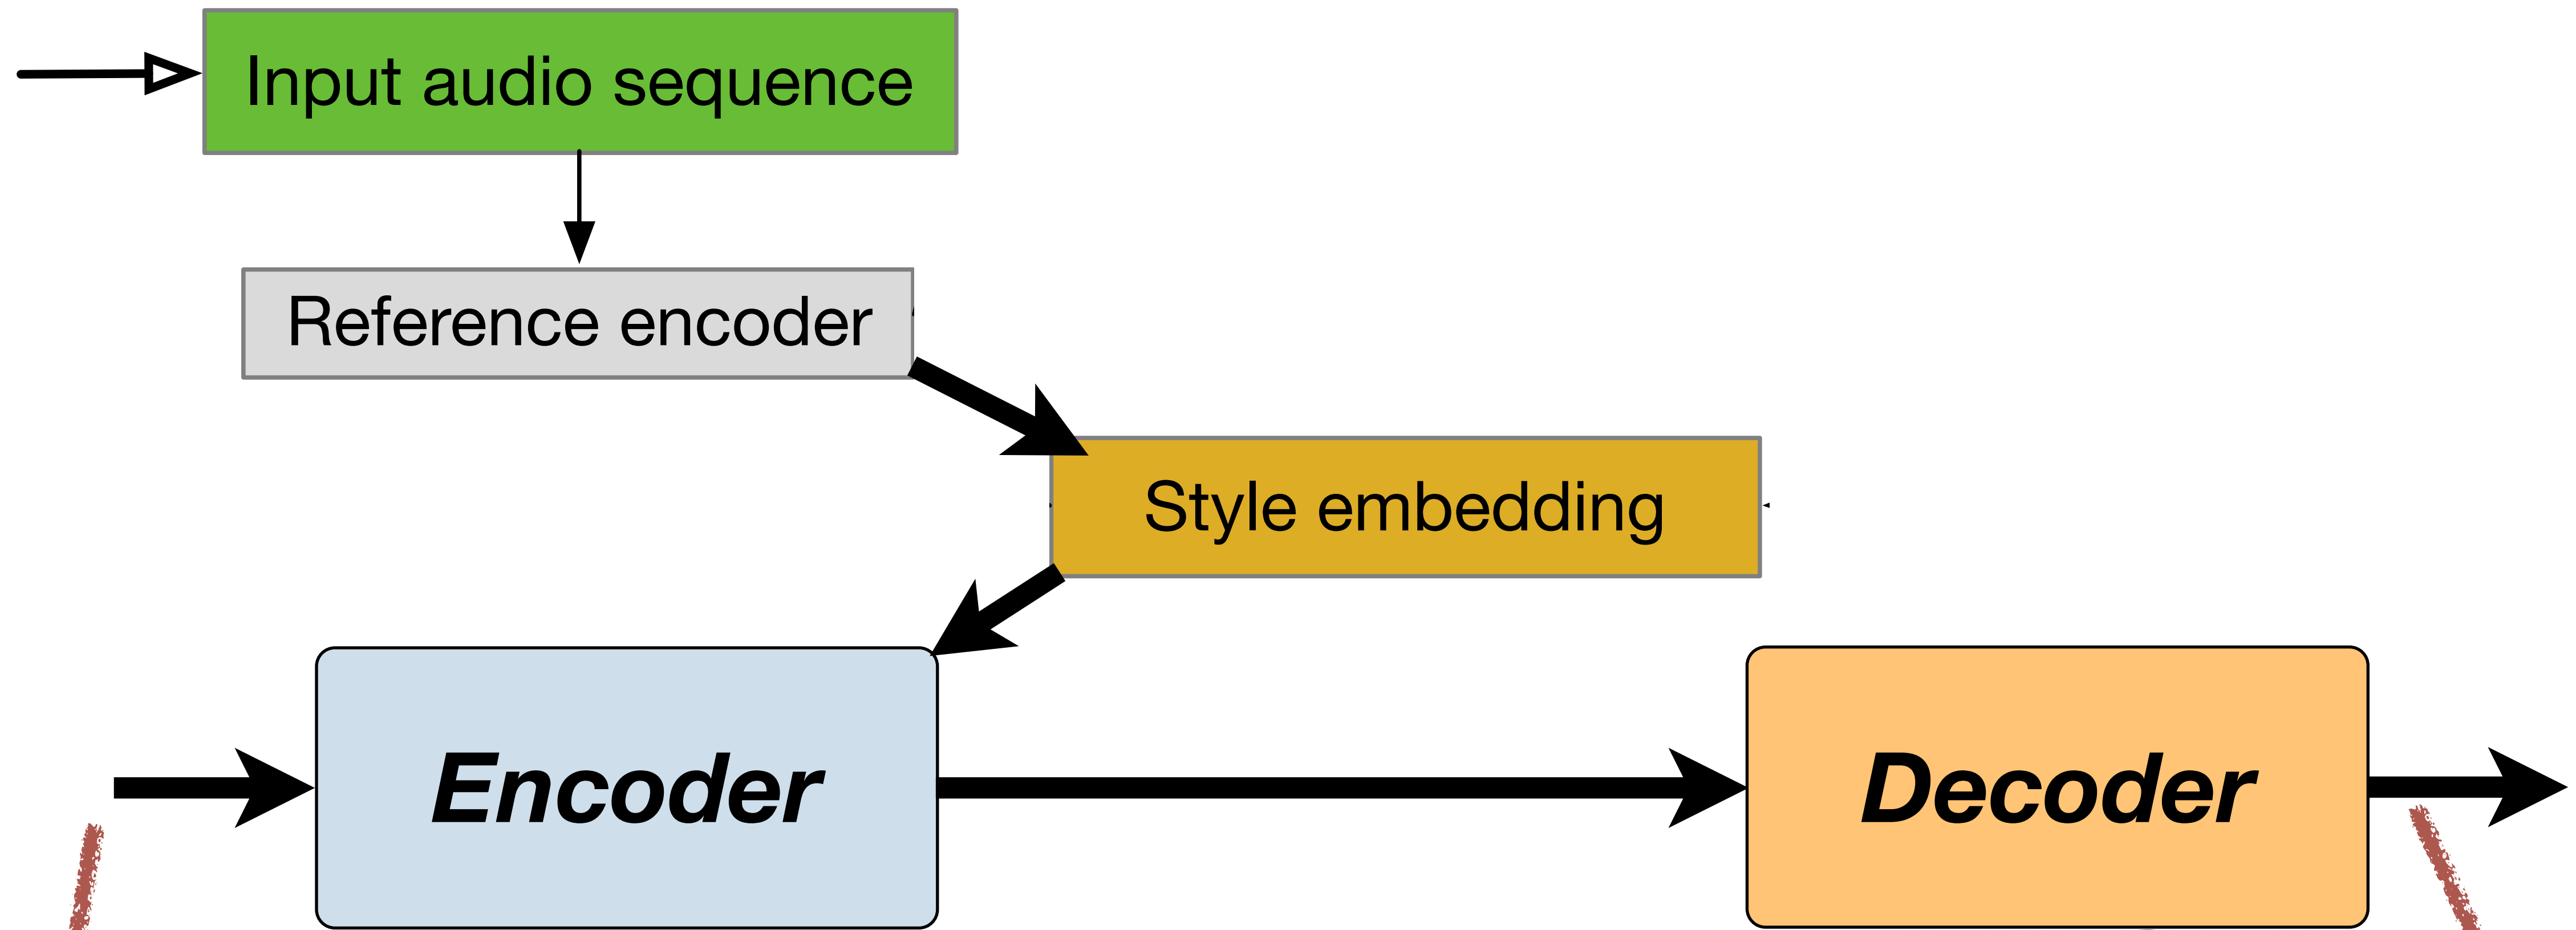 Input audio sequence
Reference encoder
Style embedding
Encoder
Decoder